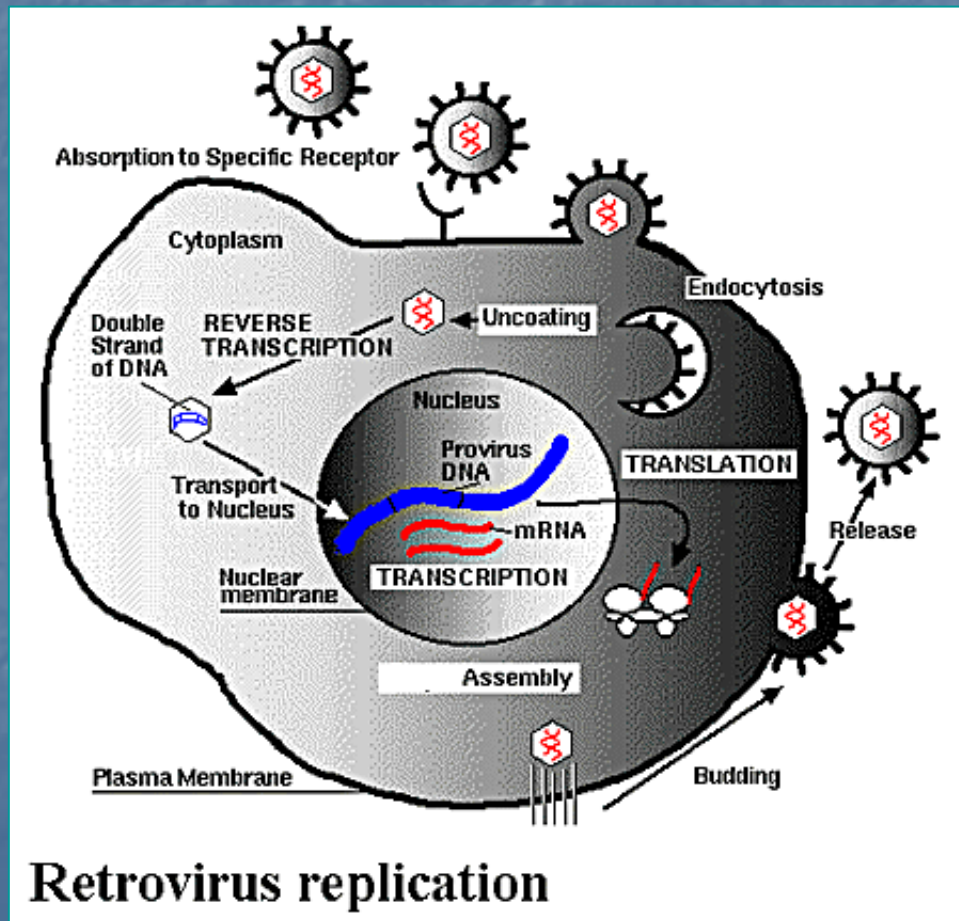 Absorption to Specific Receptor
Cytoplasm
Endocytosis
Uncoating
Double
Strand
of DNA
REVERSE
TRANSCRIPTION
Nucleus
Provirus
DNA
TRANSLATION
Transport
to Nucleus
mRNA
Release
TRANSCRIPTION
Nuclear
membrane
Assembly
Plasma Membrane
Budding
Retrovirus replication